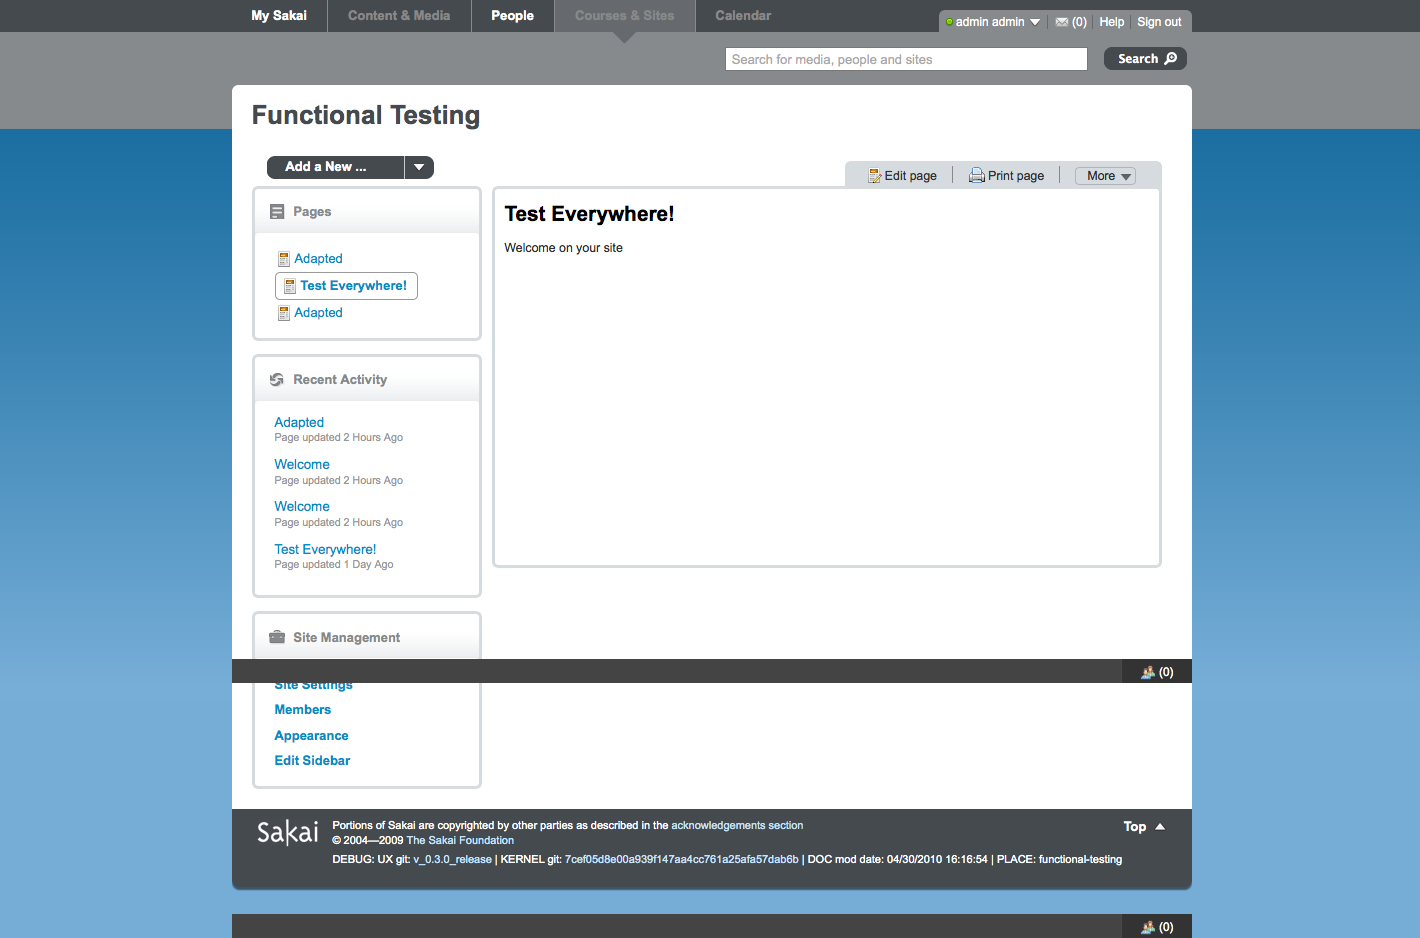 My Sakai
Content & Media
People
Courses & Sites
Calendar
admin admin
(0)
Help
Sign out
Search for media, people and sites
Search
Functional Testing
Add a New ...
Edit page
Print page
More
Pages
Adapted
Test Everywhere!
Adapted
Test Everywhere!
Welcome on your site
Recent Activity
Adapted
Page updated 2 Hours Ago
Welcome
Page updated 2 Hours Ago
Welcome
Page updated 2 Hours Ago
Test Everywhere!
Page updated 1 Day Ago
Site Management
(0)
Site Settings
Members
Appearance
Edit Sidebar
Sakai
Portions of Sakai are copyrighted by other parties as described in the acknowledgements section
© 2004—2009 The Sakai Foundation
DEBUG: UX git: v_0.3.0_release | KERNEL git: 7cef05d8e00a939f147aa4cc761a25afa57dab6b | DOC mod date: 04/30/2010 16:16:54 | PLACE: functional-testing
Top
(0)